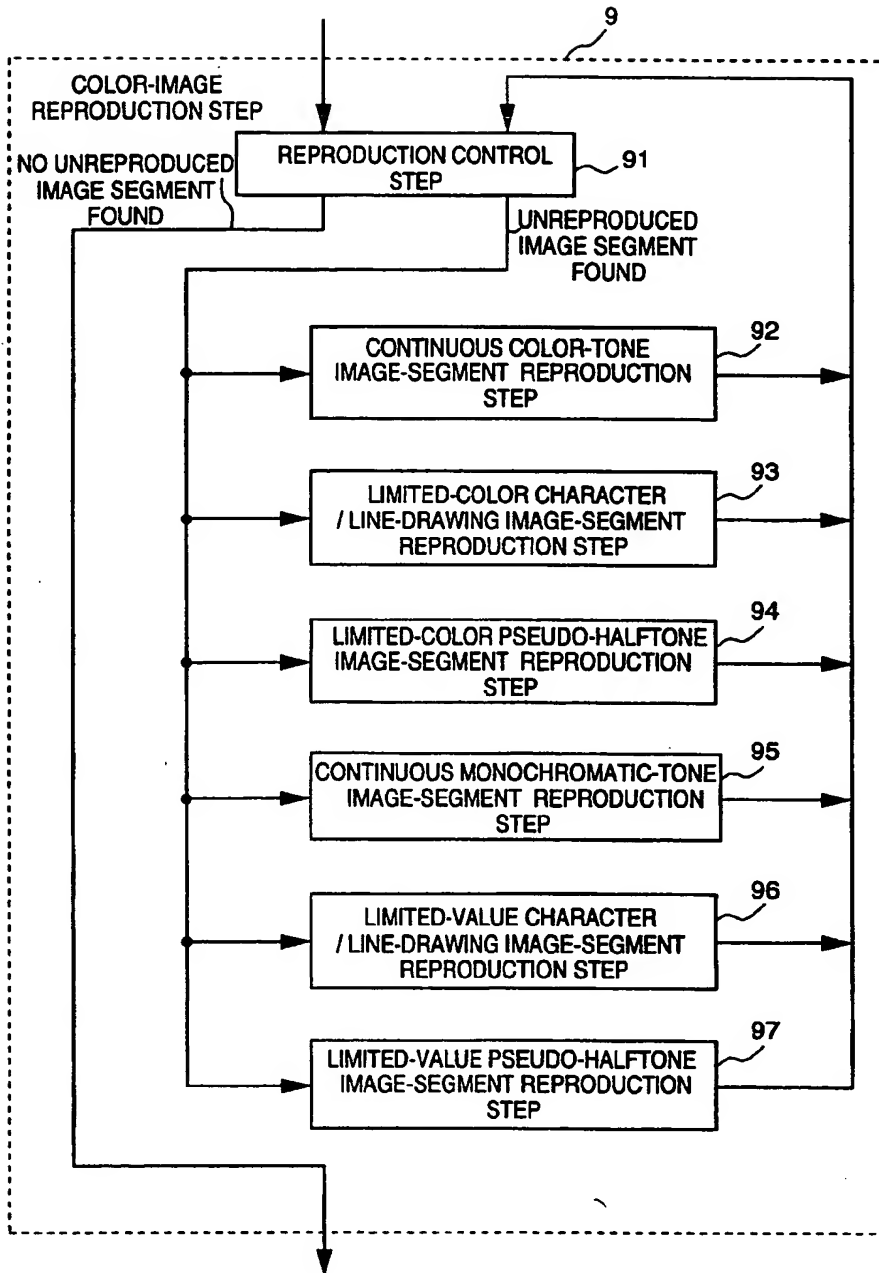 9
COLOR-IMAGE
REPRODUCTION STEP
REPRODUCTION CONTROL
STEP
91
NO UNREPRODUCED
IMAGE SEGMENT
FOUND
UNREPRODUCED
IMAGE SEGMENT
FOUND
92
CONTINUOUS COLOR-TONE
IMAGE-SEGMENT REPRODUCTION
STEP
93
LIMITED-COLOR CHARACTER
/ LINE-DRAWING IMAGE-SEGMENT
REPRODUCTION STEP
94
LIMITED-COLOR PSEUDO-HALFTONE
IMAGE-SEGMENT REPRODUCTION
STEP
95
CONTINUOUS MONOCHROMATIC-TONE
IMAGE-SEGMENT REPRODUCTION
STEP
96
LIMITED-VALUE CHARACTER
/ LINE-DRAWING IMAGE-SEGMENT
REPRODUCTION STEP
97
LIMITED-VALUE PSEUDO-HALFTONE
IMAGE-SEGMENT REPRODUCTION
STEP